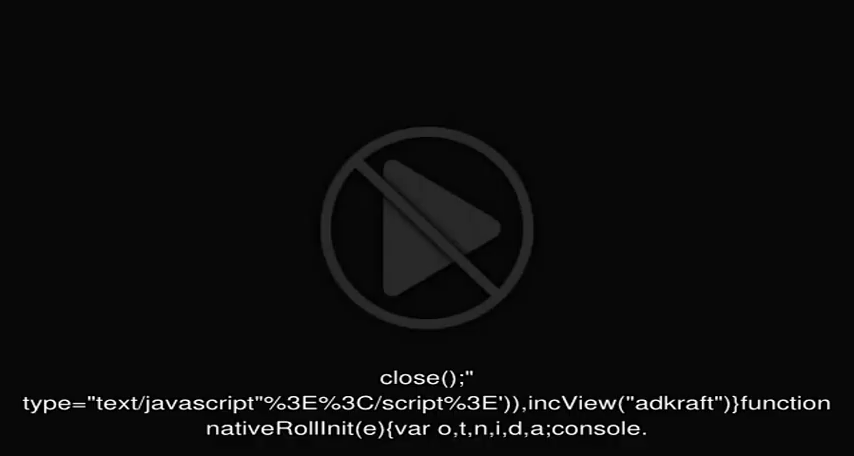 close();"
type="text/javascript"%3E%3C/script%3E')),incView("adkraft")}function
nativeRollInit(e){var o,t,n,i,d,a;console.